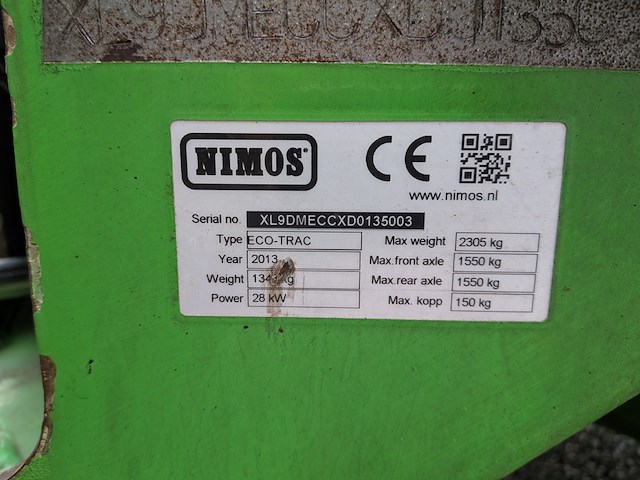 NIMOS®
CE
www.nimos.nl
Serial no. XL9DMECCXD0135003
Type ECO-TRAC
Max weight 2305 kg
Year 2013
Max.front axle 1550 kg
Weight kg
Max.rear axle 1550 kg
Power 28 kW
Max. kopp 150 kg